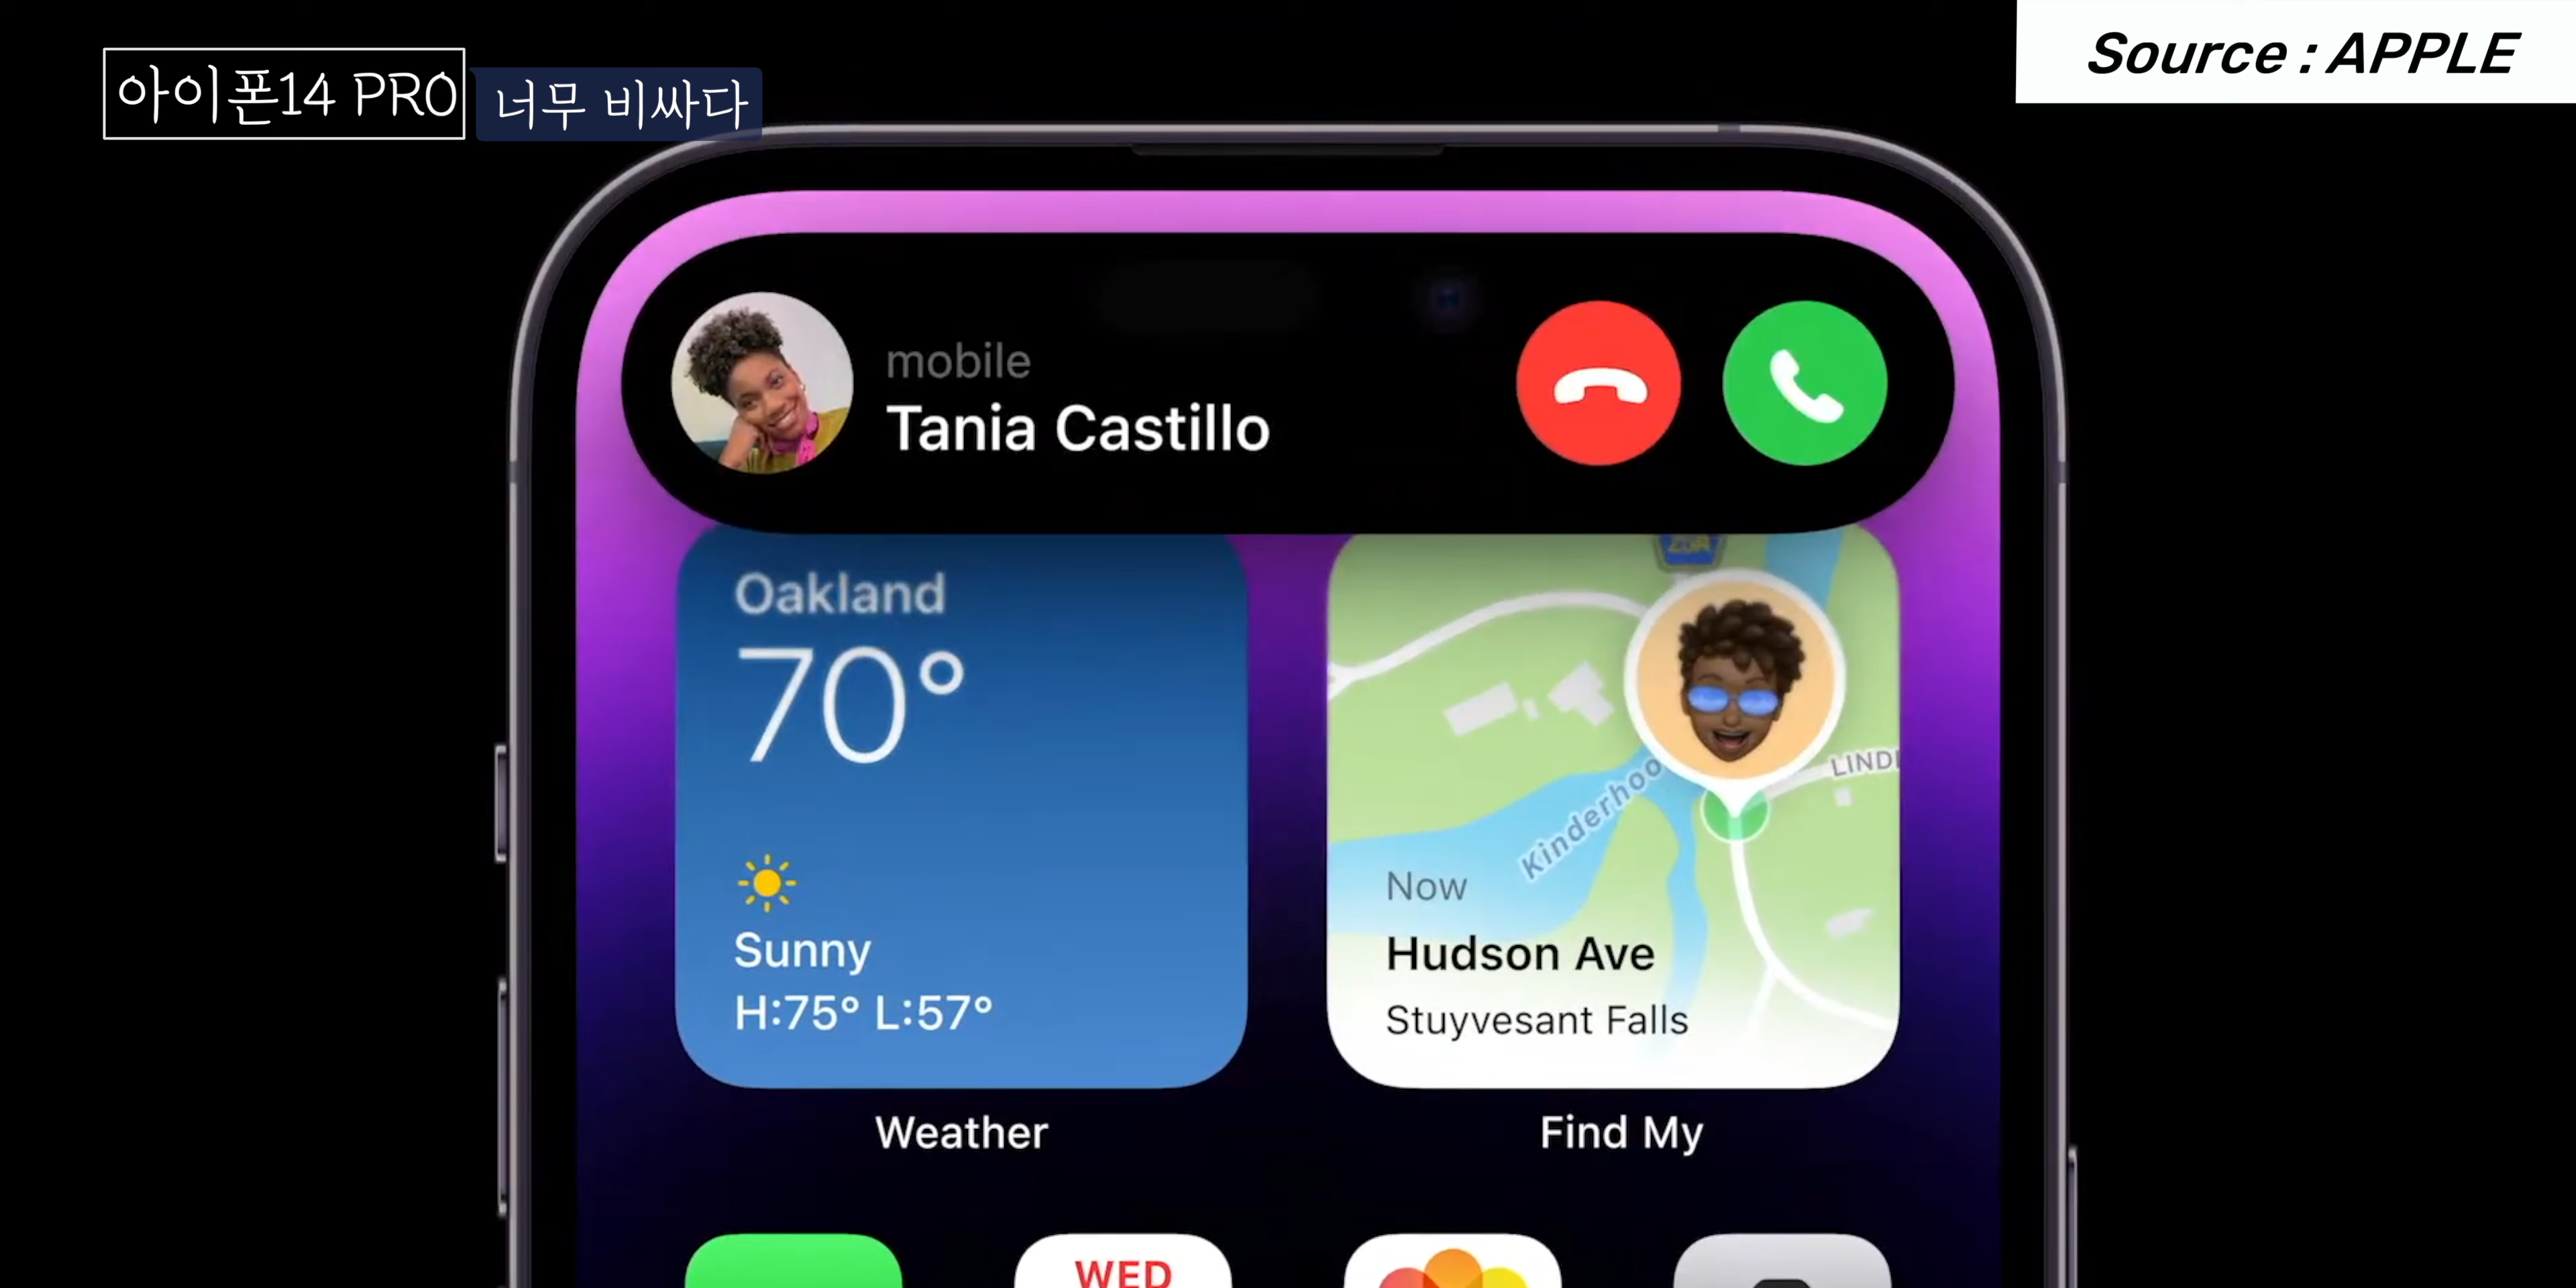 아이폰14 PRO
너무 비싸다
Source : APPLE
mobile
Tania Castillo
Oakland
70°
Sunny
H:75° L:57°
Weather
Kinderhoo
LIND
Now
Hudson Ave
Stuyvesant Falls
Find My
WED